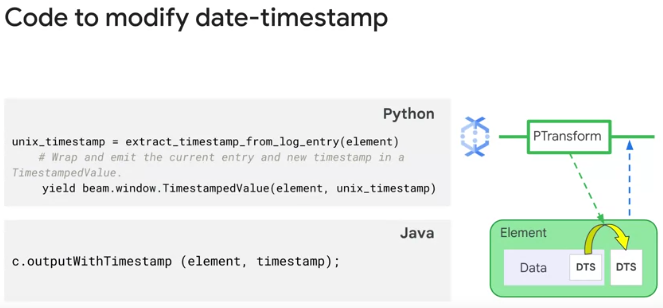 Code to modify date-timestamp
Python
unix_timestamp = extract_timestamp_from_log_entry(element)
# Wrap and emit the current entry and new timestamp in a
TimestampedValue.
yield beam.window.TimestampedValue(element, unix_timestamp)
Java
c.outputWithTimestamp (element, timestamp);
PTransform
Element
Data
DTS
DTS